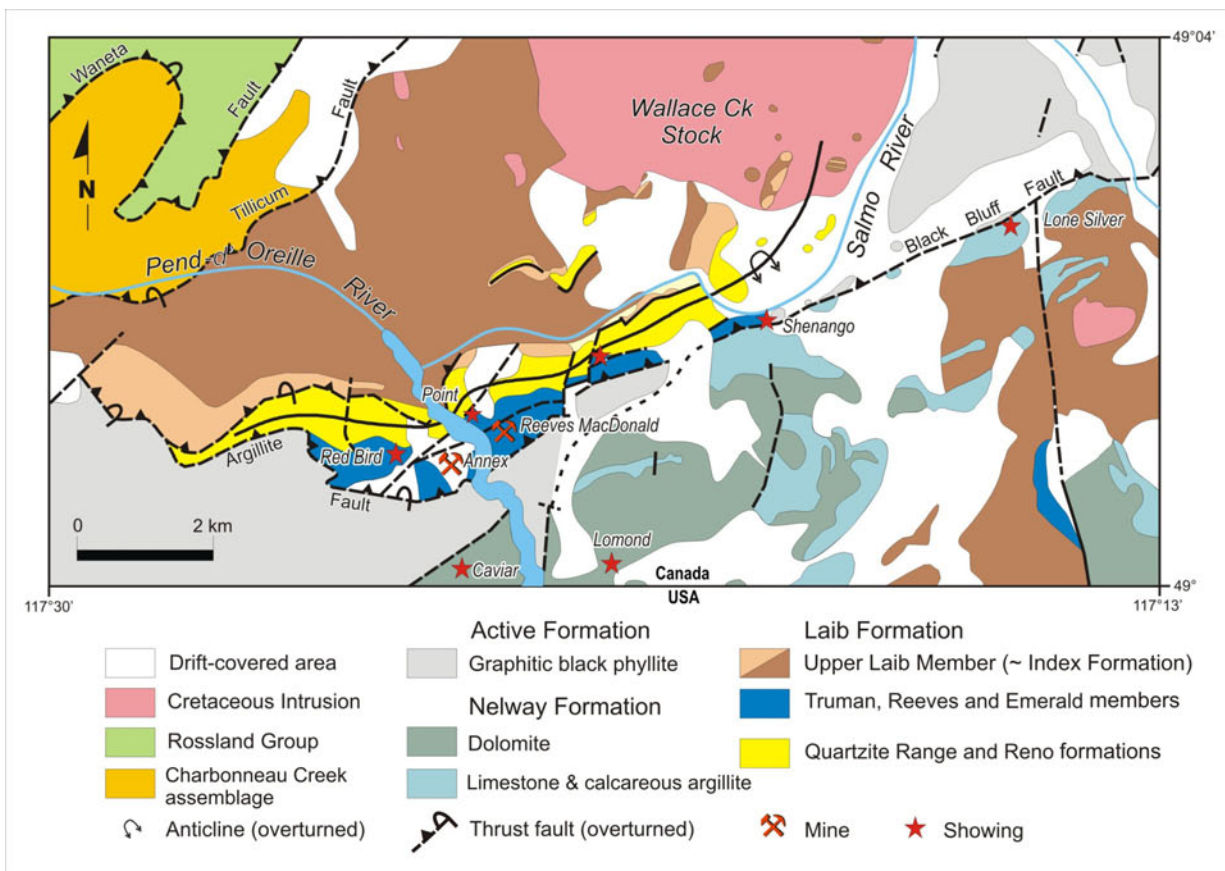 49°04'
Waneta
Fault
Fault
Tillicum
N
Wallace Ck
Stock
Salmo River
Black Bluff Fault
Lone Silver
Pend-d' Oreille
River
Shenango
Point
Reeves MacDonald
Argillite
Red Bird
Annex
Fault
0 2 km
Lomond
Caviar
Canada
USA
49°
117°30'
117°13'
Active Formation
Laib Formation
Drift-covered area
Graphitic black phyllite
Upper Laib Member (~ Index Formation)
Cretaceous Intrusion
Nelway Formation
Truman, Reeves and Emerald members
Rossland Group
Dolomite
Quartzite Range and Reno formations
Charbonneau Creek
assemblage
Limestone & calcareous argillite
Anticline (overturned)
Thrust fault (overturned)
Mine
Showing